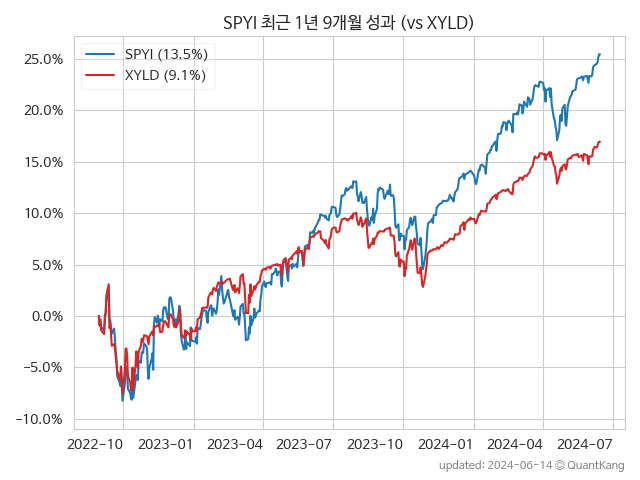 SPYI 최근 1년 9개월 성과 (vs XYLD)
SPYI (13.5%)
XYLD (9.1%)
25.0%
20.0%
15.0%
10.0%
5.0%
0.0%
−5.0%
−10.0%
2022-10 2023-01 2023-04 2023-07 2023-10 2024-01 2024-04 2024-07
updated: 2024-06-14 © QuantKang